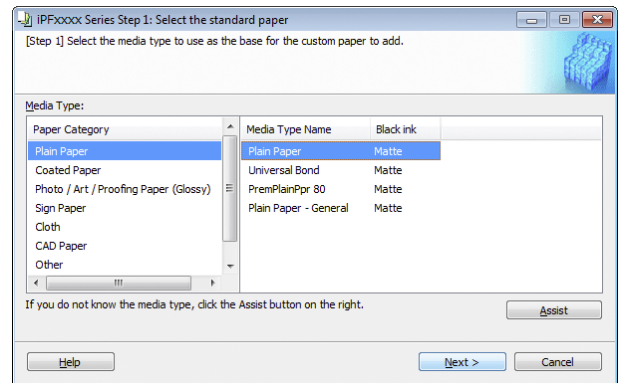 iPFxxxx Series Step 1: Select the standard paper
[Step 1] Select the media type to use as the base for the custom paper to add.
Media Type:
Paper Category
Plain Paper
Coated Paper
Photo / Art / Proofing Paper (Glossy)
Sign Paper
Cloth
CAD Paper
Other
Media Type Name Black ink
Plain Paper Matte
Universal Bond Matte
PremPlainPpr 80 Matte
Plain Paper - General Matte
If you do not know the media type, click the Assist button on the right.
Assist
Help
Next >
Cancel